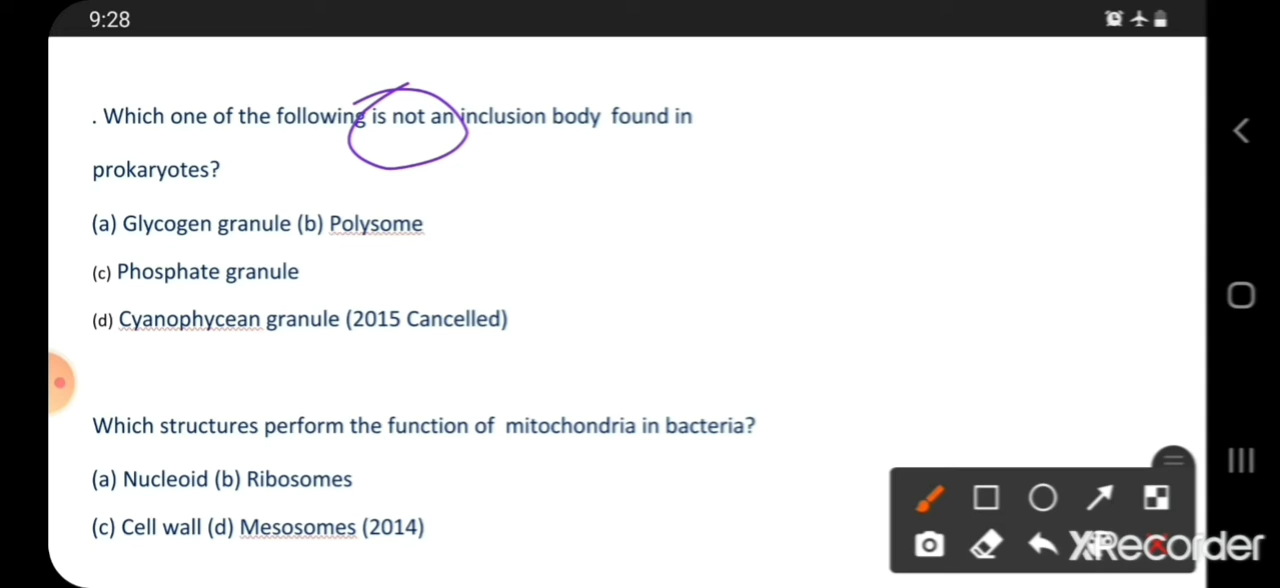 9:28
. Which one of the following is not an inclusion body found in
prokaryotes?
(a) Glycogen granule (b) Polysome
(c) Phosphate granule
(d) Cyanophycean granule (2015 Cancelled)
Which structures perform the function of mitochondria in bacteria?
(a) Nucleoid (b) Ribosomes
(c) Cell wall (d) Mesosomes (2014)
XRecorder